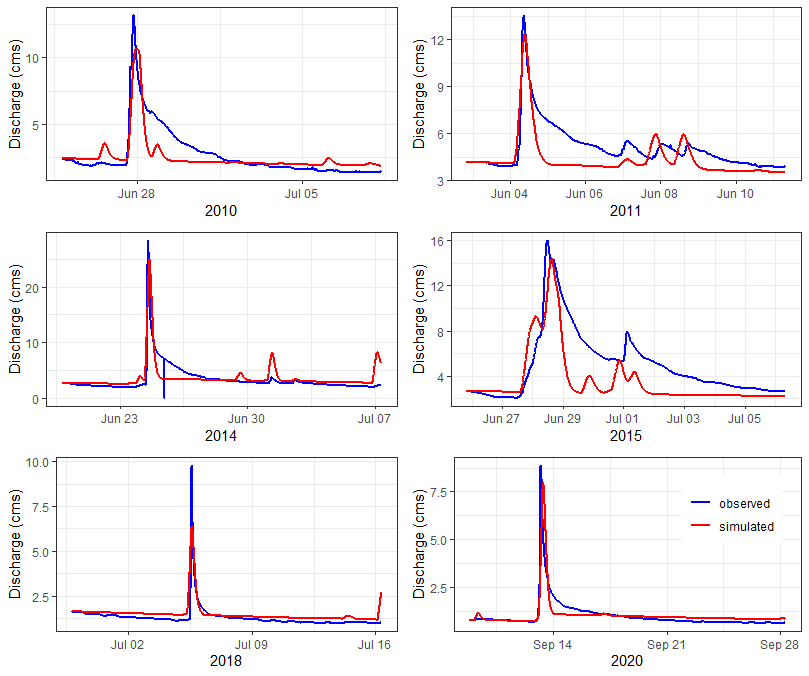 Discharge (cms)
10
5
Jun 28
Jul 05
2010
Discharge (cms)
12
9
6
3
Jun 04
Jun 06
Jun 08
Jun 10
2011
Discharge (cms)
20
10
0
Jun 23
Jun 30
Jul 07
2014
Discharge (cms)
16
12
8
4
Jun 27
Jun 29
Jul 01
Jul 03
Jul 05
2015
Discharge (cms)
10.0
7.5
5.0
2.5
Jul 02
Jul 09
Jul 16
2018
Discharge (cms)
7.5
5.0
2.5
observed
simulated
Sep 14
Sep 21
Sep 28
2020